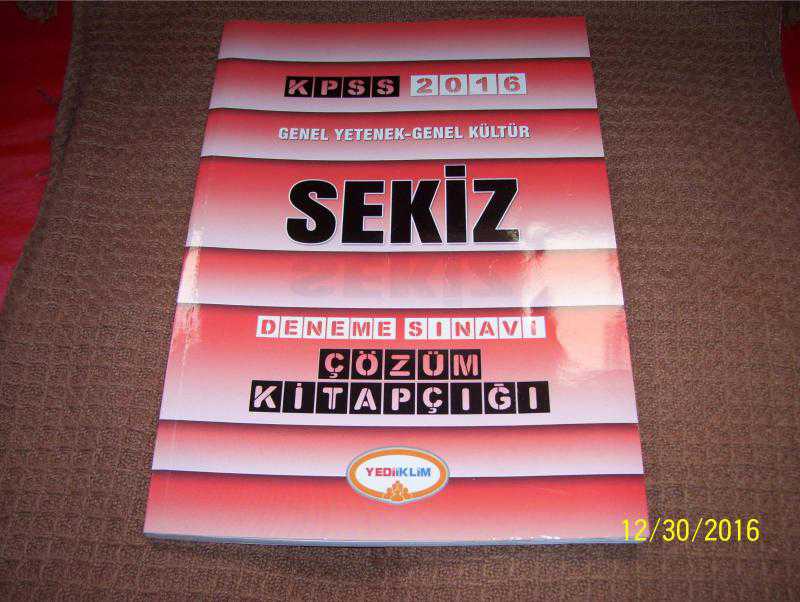 KPSS 2016
GENEL YETENEK-GENEL KÜLTÜR
SEKİZ
DENEME SINAVİ
ÇÖZÜM
KİTAPÇIĞI
YEDİİKLİM
12/30/2016